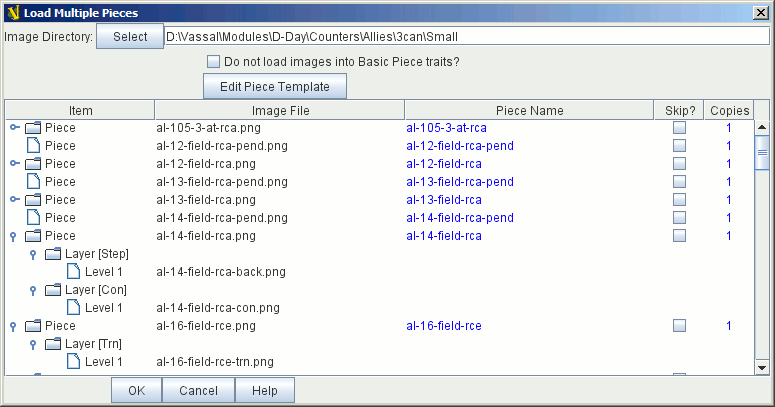 Load Multiple Pieces
Image Directory: Select D:\Vassal\Modules\D-Day\Counters\Allies\3can\Small
Do not load images into Basic Piece traits?
Edit Piece Template
Item Image File Piece Name Skip? Copies
Piece al-105-3-at-rca.png al-105-3-at-rca 1
Piece al-12-field-rca-pend.png al-12-field-rca-pend 1
Piece al-12-field-rca.png al-12-field-rca 1
Piece al-13-field-rca-pend.png al-13-field-rca-pend 1
Piece al-13-field-rca.png al-13-field-rca 1
Piece al-14-field-rca-pend.png al-14-field-rca-pend 1
Piece al-14-field-rca.png al-14-field-rca 1
Layer [Step]
Level 1 al-14-field-rca-back.png
Layer [Con]
Level 1 al-14-field-rca-con.png
Piece al-16-field-rce.png al-16-field-rce 1
Layer [Trn]
Level 1 al-16-field-rce-trn.png
OK Cancel Help